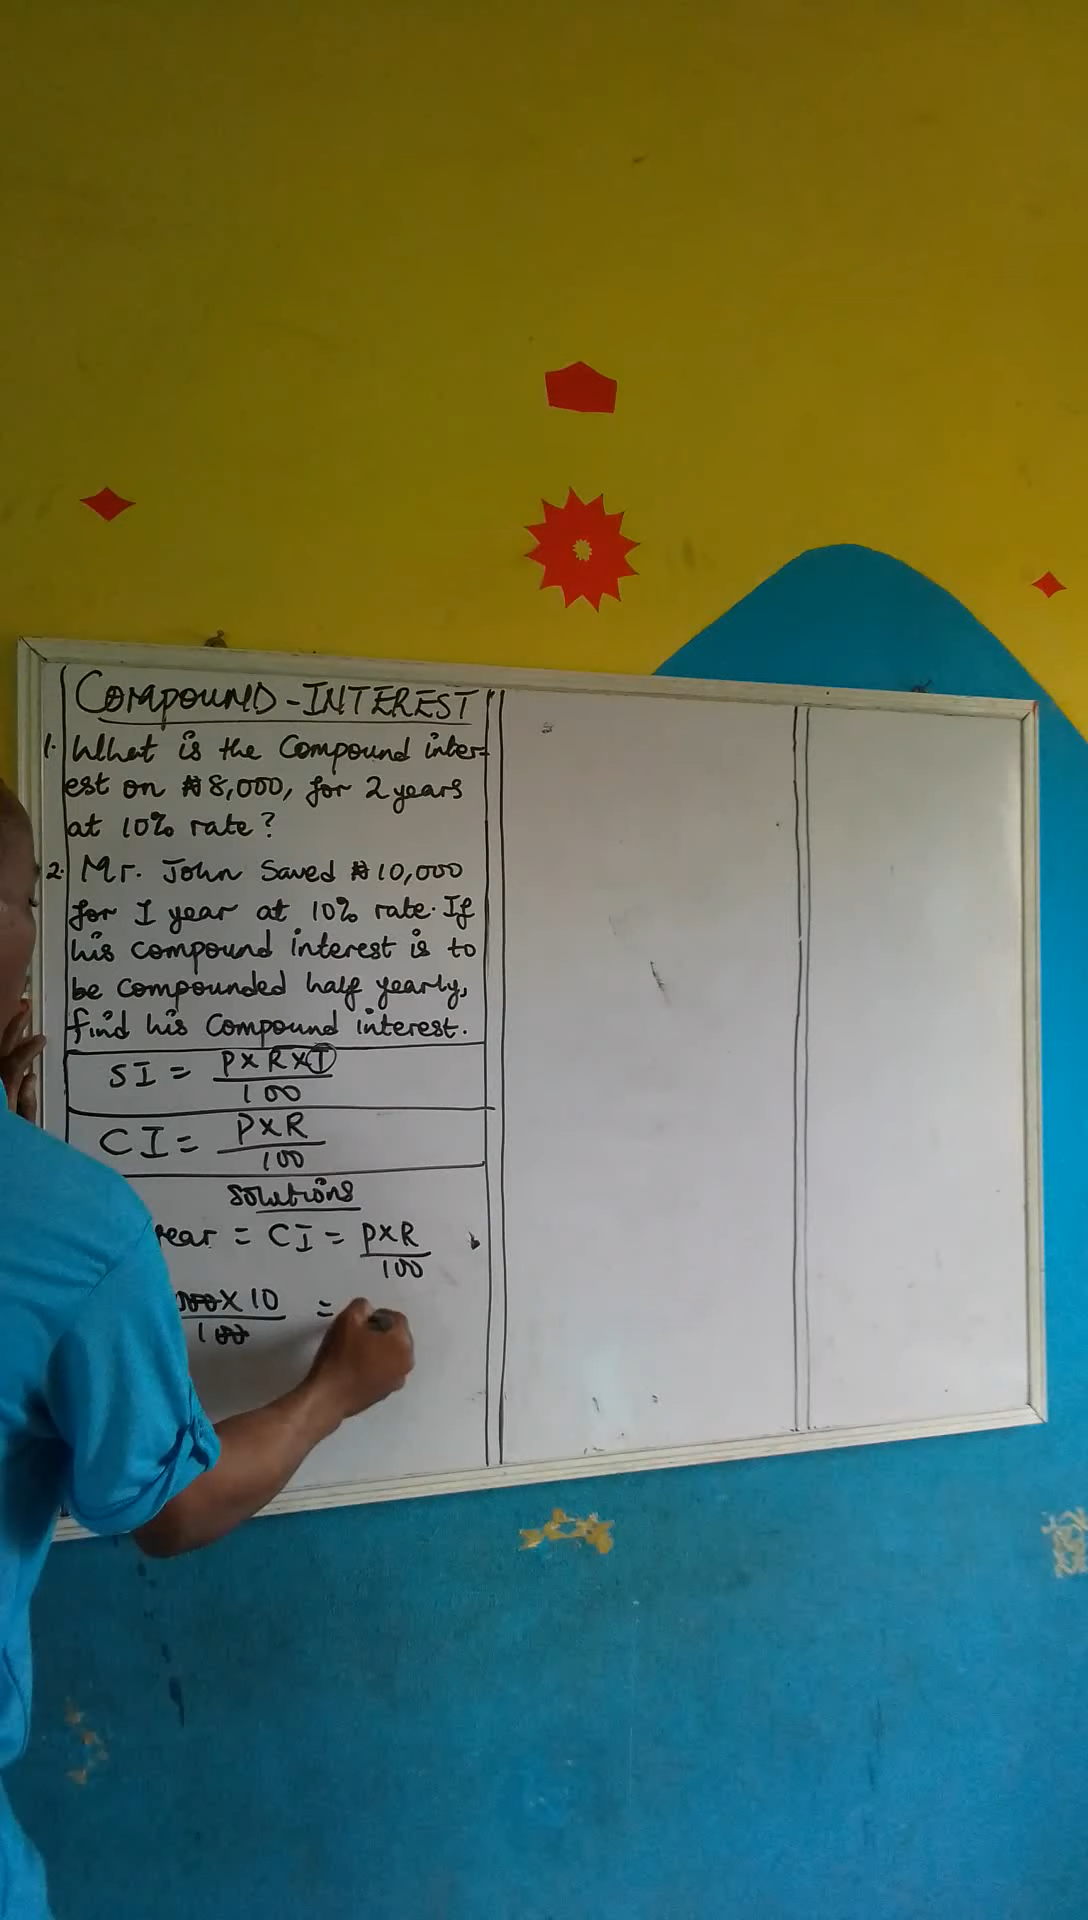 COMPOUND-INTEREST
1. What is the Compound inter-
est on ₦8,000, for 2 years
at 10% rate?
2. Mr. John Saved ₦10,000
for 1 year at 10% rate. If
his compound interest is to
be compounded half yearly,
find his compound interest.
SI = P×R×T
100
CI = P×R
100
solutions
year = CI = P×R
100
000×10 =
100